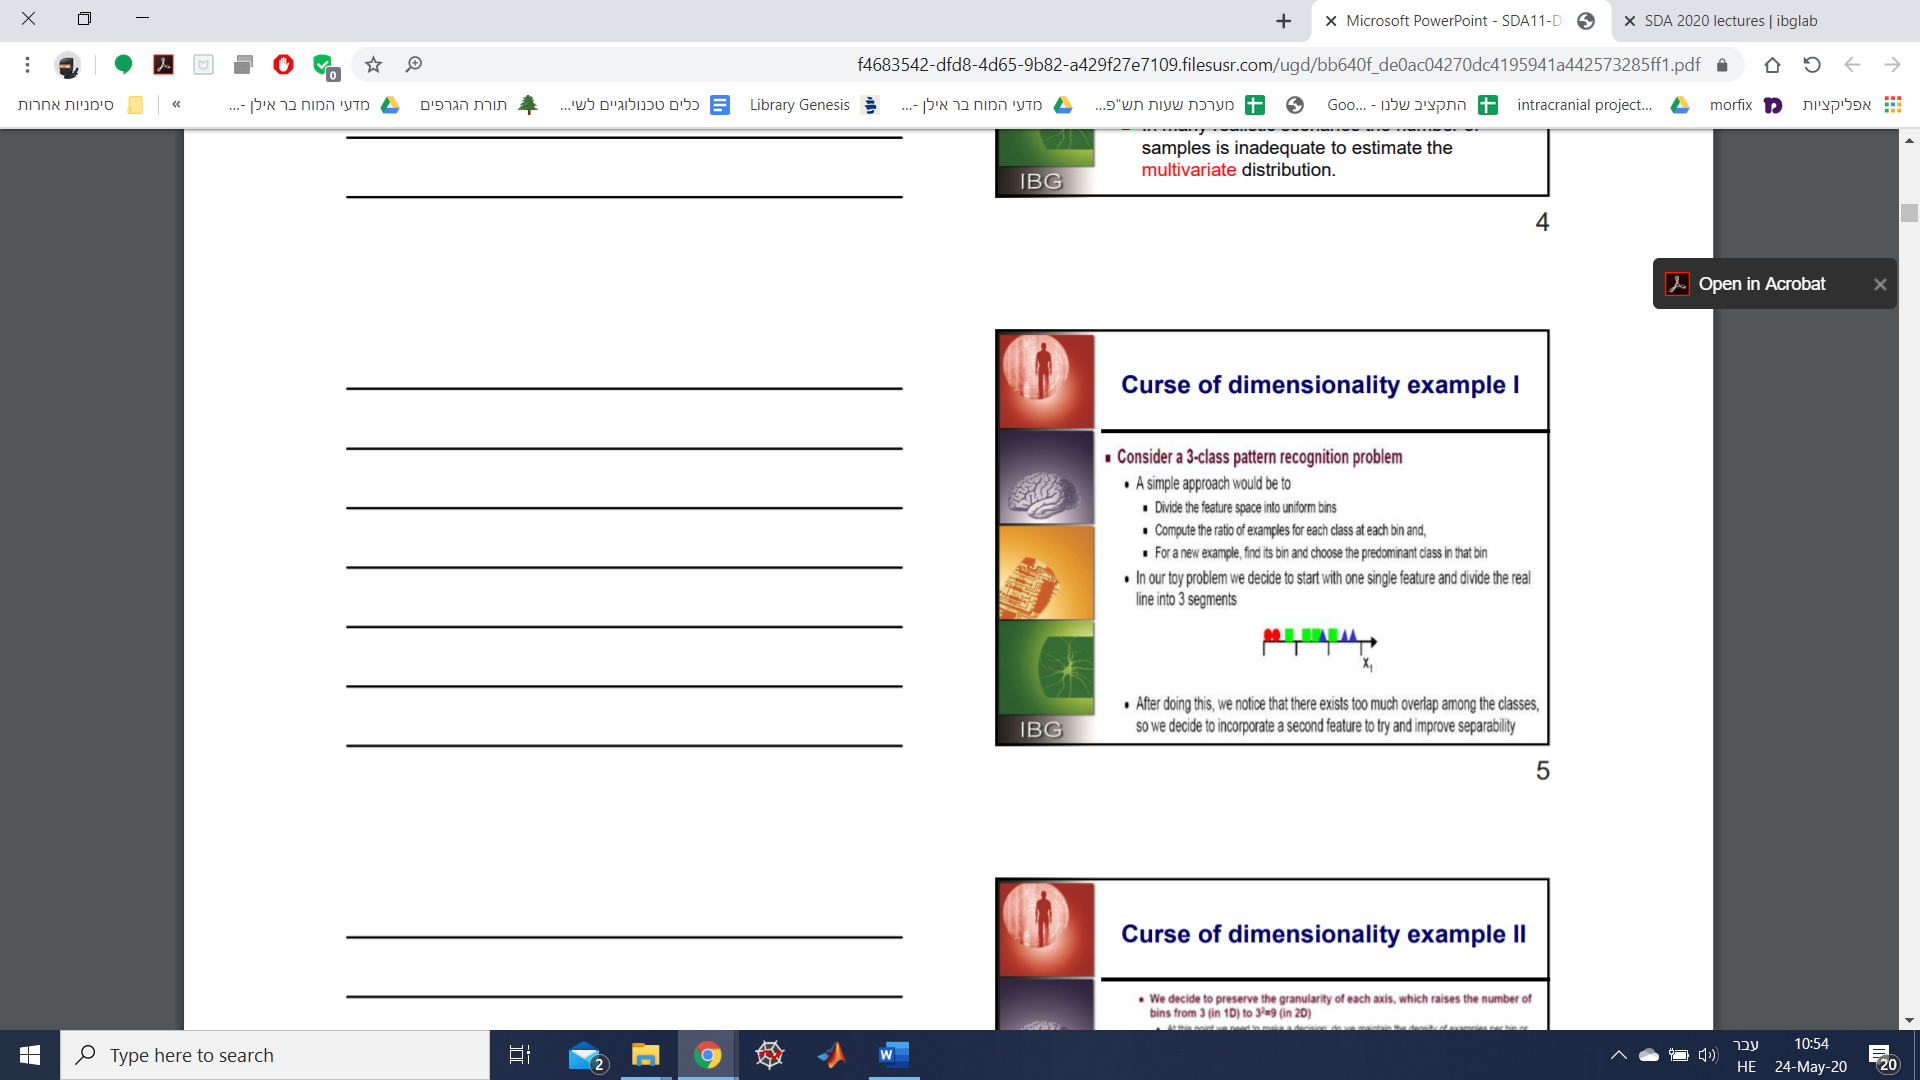 Microsoft PowerPoint - SDA11-D
SDA 2020 lectures | ibglab
0
f4683542-dfd8-4d65-9b82-a429f27e7109.filesusr.com/ugd/bb640f_de0ac04270dc4195941a442573285ff1.pdf
אפליקציות
morfix
intracranial project...
התקציב שלנו - Goo...
מערכת שעות תש"פ...
מדעי המוח בר אילן -...
Library Genesis
כלים טכנולוגיים לשי...
תורת הגרפים
מדעי המוח בר אילן -...
«
סימניות אחרות
samples is inadequate to estimate the
multivariate distribution.
IBG
4
Open in Acrobat
Curse of dimensionality example I
Consider a 3-class pattern recognition problem
A simple approach would be to
Divide the feature space into uniform bins
Compute the ratio of examples for each class at each bin and,
For a new example, find its bin and choose the predominant class in that bin
In our toy problem we decide to start with one single feature and divide the real
line into 3 segments
x₁
After doing this, we notice that there exists too much overlap among the classes,
so we decide to incorporate a second feature to try and improve separability
IBG
5
Curse of dimensionality example II
We decide to preserve the granularity of each axis, which raises the number of
bins from 3 (in 1D) to 3²=9 (in 2D)
Type here to search
2
W
עבר
HE
10:54
24-May-20
20